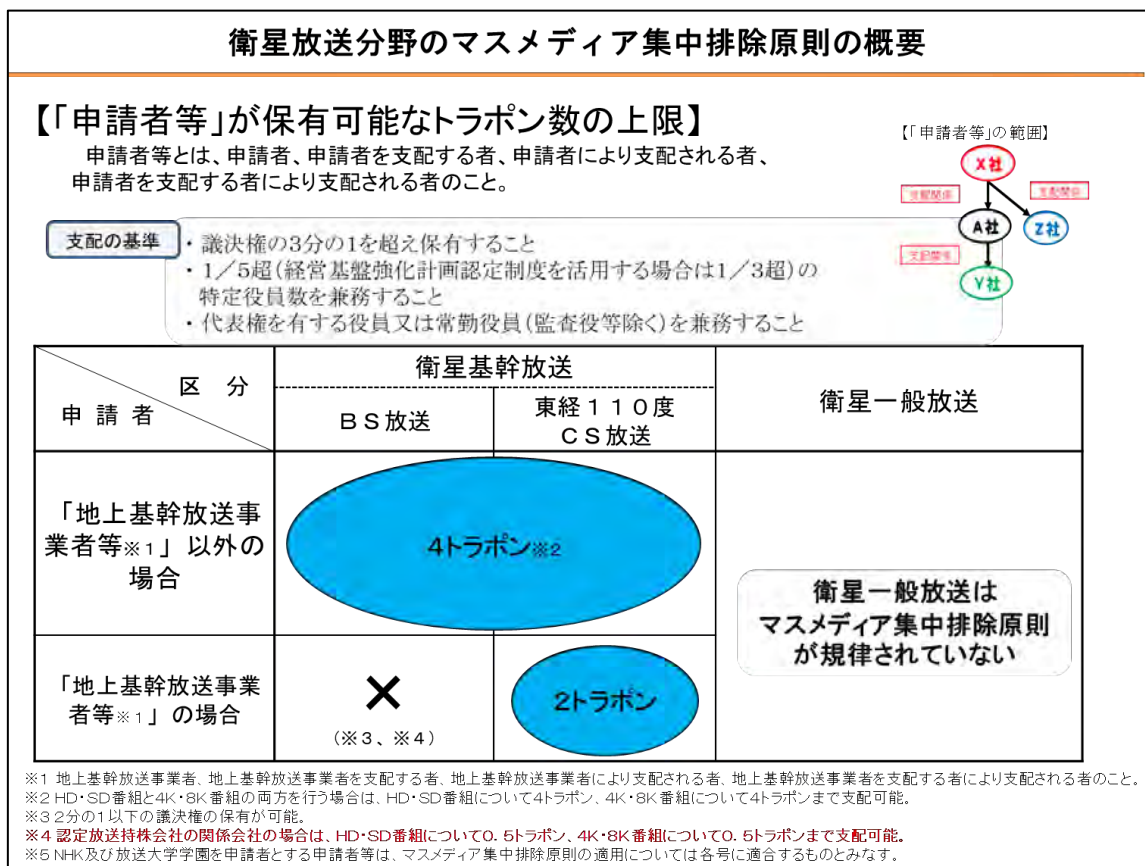 衛星放送分野のマスメディア集中排除原則の概要
【「申請者等」が保有可能なトラポン数の上限】
申請者等とは、申請者、申請者を支配する者、申請者により支配される者、
申請者を支配する者により支配される者のこと。
【「申請者等」の範囲】
X社
支配関係
支配関係
A社
Z社
支配関係
Y社
支配の基準
・議決権の3分の1を超え保有すること
・1/5超(経営基盤強化計画認定制度を活用する場合は1/3超)の
特定役員数を兼務すること
・代表権を有する役員又は常勤役員(監査役等除く)を兼務すること
区 分
申 請 者
衛星基幹放送
BS放送
東経110度
CS放送
衛星一般放送
「地上基幹放送事
業者等※1」以外の
場合
4トラポン※2
衛星一般放送は
マスメディア集中排除原則
が規律されていない
「地上基幹放送事業
者等※1」の場合
×
(※3、※4)
2トラポン
※1 地上基幹放送事業者、地上基幹放送事業者を支配する者、地上基幹放送事業者により支配される者、地上基幹放送事業者を支配する者により支配される者のこと。
※2 HD・SD番組と4K・8K番組の両方を行う場合は、HD・SD番組について4トラポン、4K・8K番組について4トラポンまで支配可能。
※3 2分の1以下の議決権の保有が可能。
※4 認定放送持株会社の関係会社の場合は、HD・SD番組について0.5トラポン、4K・8K番組について0.5トラポンまで支配可能。
※5 NHK及び放送大学学園を申請者とする申請者等は、マスメディア集中排除原則の適用については各号に適合するものとみなす。